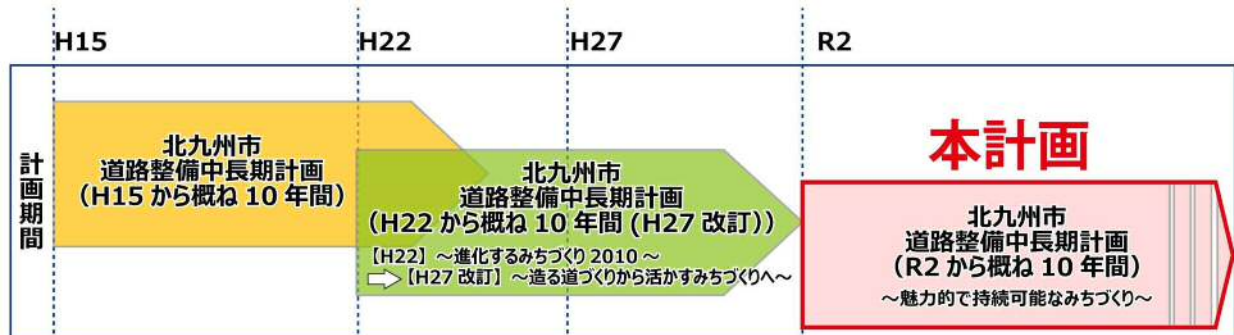 H15
H22
H27
R2
計画期間
北九州市
道路整備中長期計画
(H15 から概ね 10 年間)
北九州市
道路整備中長期計画
(H22 から概ね 10 年間 (H27 改訂))
【H22】 ～進化するみちづくり 2010 ～
【H27 改訂】 ～造る道づくりから活かすみちづくりへ～
本計画
北九州市
道路整備中長期計画
(R2 から概ね 10 年間)
～魅力的で持続可能なみちづくり～